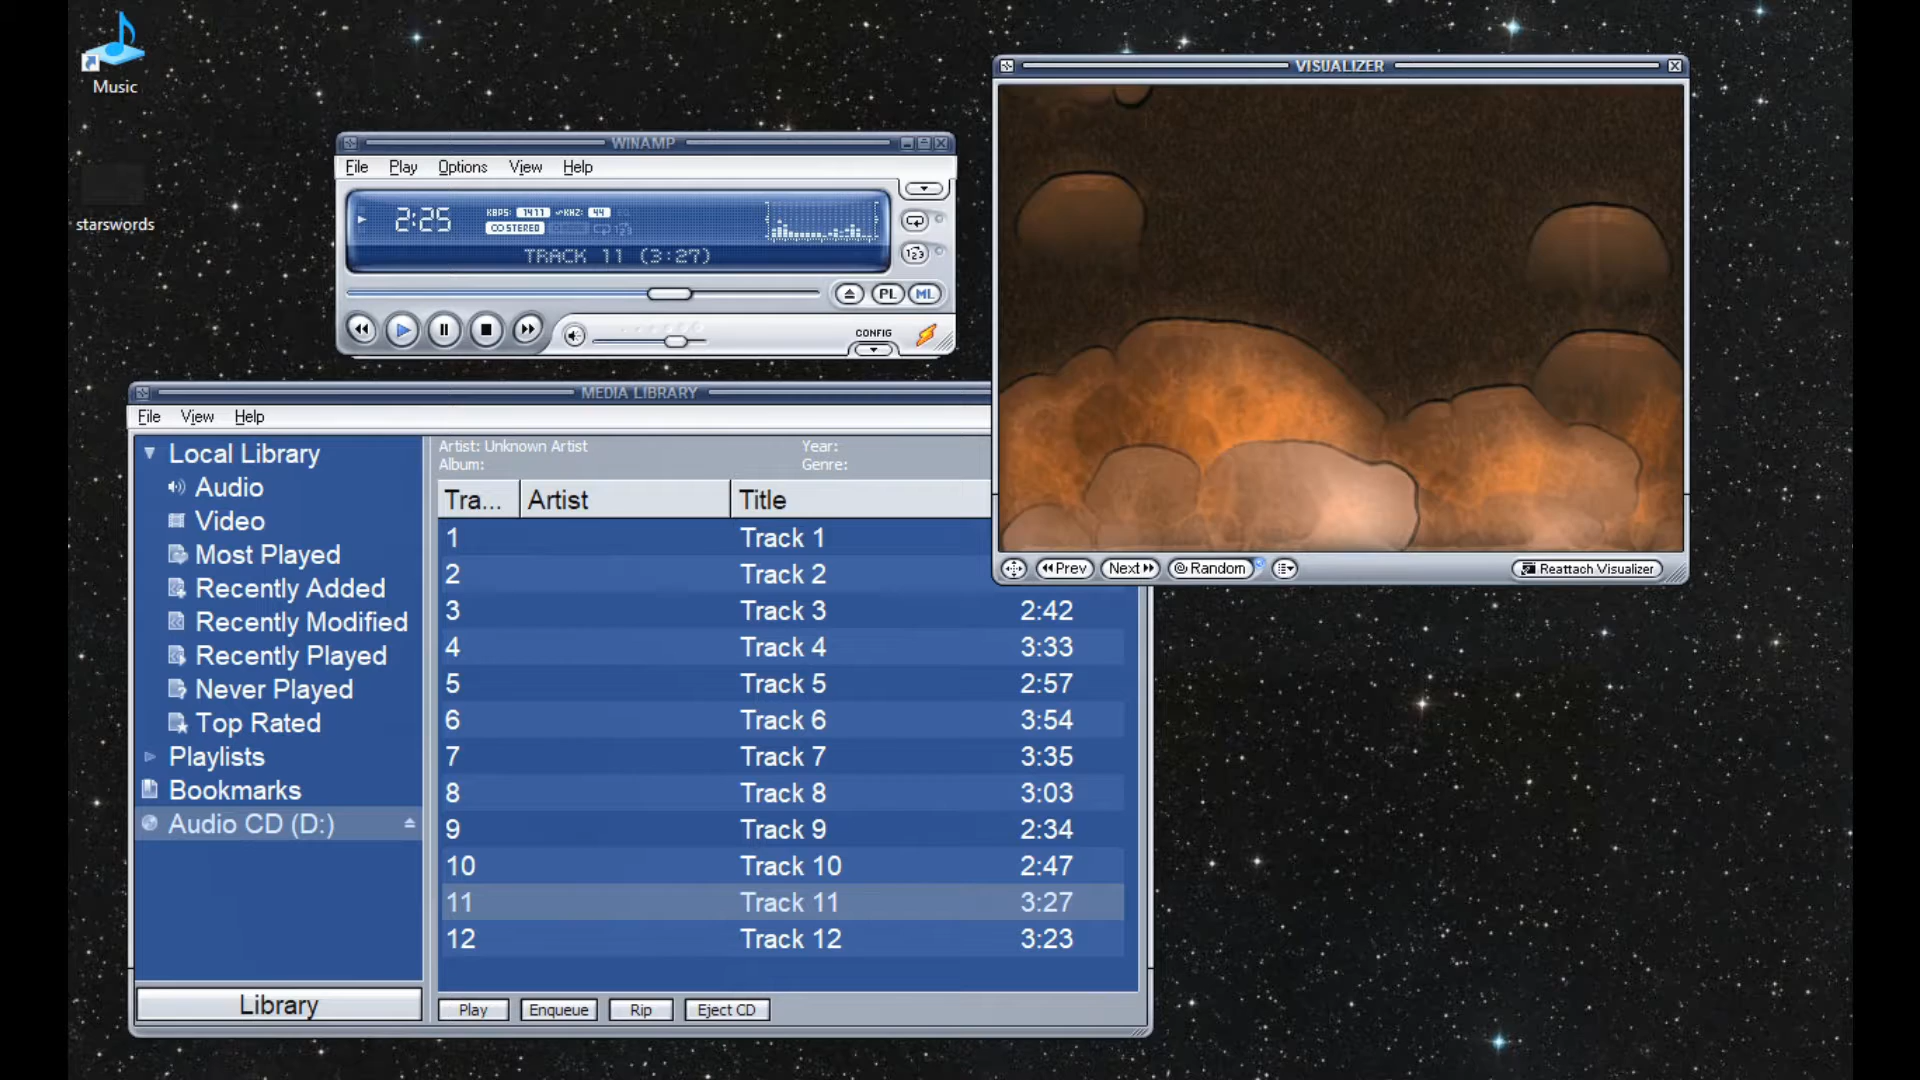 Music
starswords
WINAMP
File Play Options View Help
2:25
KBPS: 1411 KHZ: 44 EQ
STEREO
TRACK 11 (3:27)
PL ML
CONFIG
VISUALIZER
Prev Next Random Reattach Visualizer
MEDIA LIBRARY
File View Help
Local Library
Audio
Video
Most Played
Recently Added
Recently Modified
Recently Played
Never Played
Top Rated
Playlists
Bookmarks
Audio CD (D:)
Library
Artist: Unknown Artist Year:
Album: Genre:
Tra... Artist Title
1 Track 1
2 Track 2
3 Track 3 2:42
4 Track 4 3:33
5 Track 5 2:57
6 Track 6 3:54
7 Track 7 3:35
8 Track 8 3:03
9 Track 9 2:34
10 Track 10 2:47
11 Track 11 3:27
12 Track 12 3:23
Play Enqueue Rip Eject CD